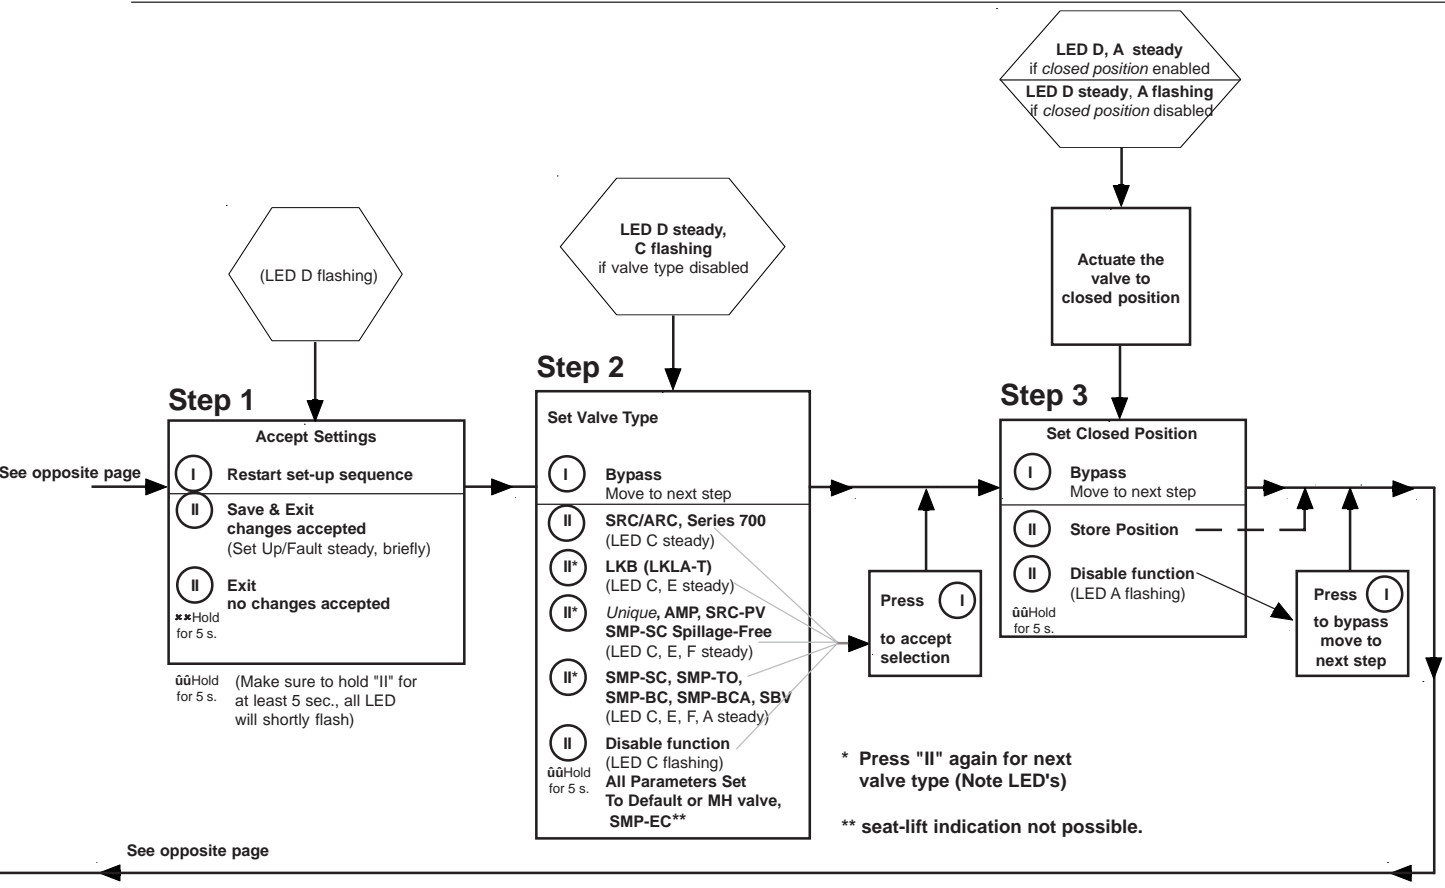 LED D, A steady
if closed position enabled
LED D steady, A flashing
if closed position disabled
Actuate the
valve to
closed position
(LED D flashing)
LED D steady,
C flashing
if valve type disabled
See opposite page
Step 1
Accept Settings
I Restart set-up sequence
II Save & Exit
changes accepted
(Set Up/Fault steady, briefly)
II Exit
no changes accepted
✖✖Hold
for 5 s.
ûûHold
for 5 s.
(Make sure to hold "II" for
at least 5 sec., all LED
will shortly flash)
Step 2
Set Valve Type
I Bypass
Move to next step
II SRC/ARC, Series 700
(LED C steady)
II* LKB (LKLA-T)
(LED C, E steady)
II* Unique, AMP, SRC-PV
SMP-SC Spillage-Free
(LED C, E, F steady)
II* SMP-SC, SMP-TO,
SMP-BC, SMP-BCA, SBV
(LED C, E, F, A steady)
II Disable function
(LED C flashing)
ûûHold
for 5 s.
All Parameters Set
To Default or MH valve,
SMP-EC**
Press I
to accept
selection
Step 3
Set Closed Position
I Bypass
Move to next step
II Store Position
II Disable function
(LED A flashing)
ûûHold
for 5 s.
Press I
to bypass
move to
next step
* Press "II" again for next
valve type (Note LED's)
** seat-lift indication not possible.
See opposite page